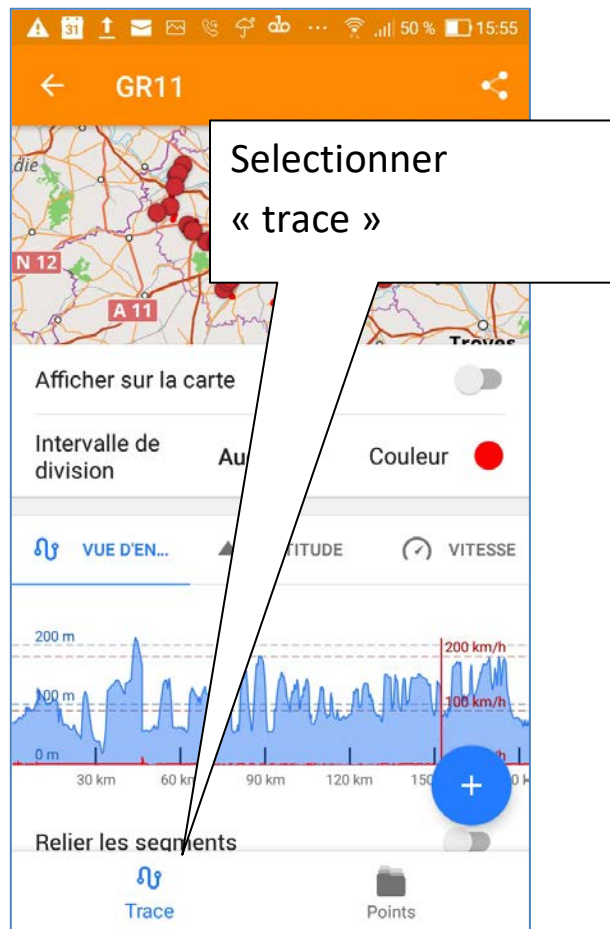 31 50 % 15:55
GR11
Selectionner
« trace »
die
N 12
A 11
Troyes
Afficher sur la carte
Intervalle de
division
Au
Couleur
VUE D'EN...
TITUDE
VITESSE
200 m
200 km/h
100 m
100 km/h
0 m
30 km 60 km 90 km 120 km 150
Relier les segments
Trace
Points